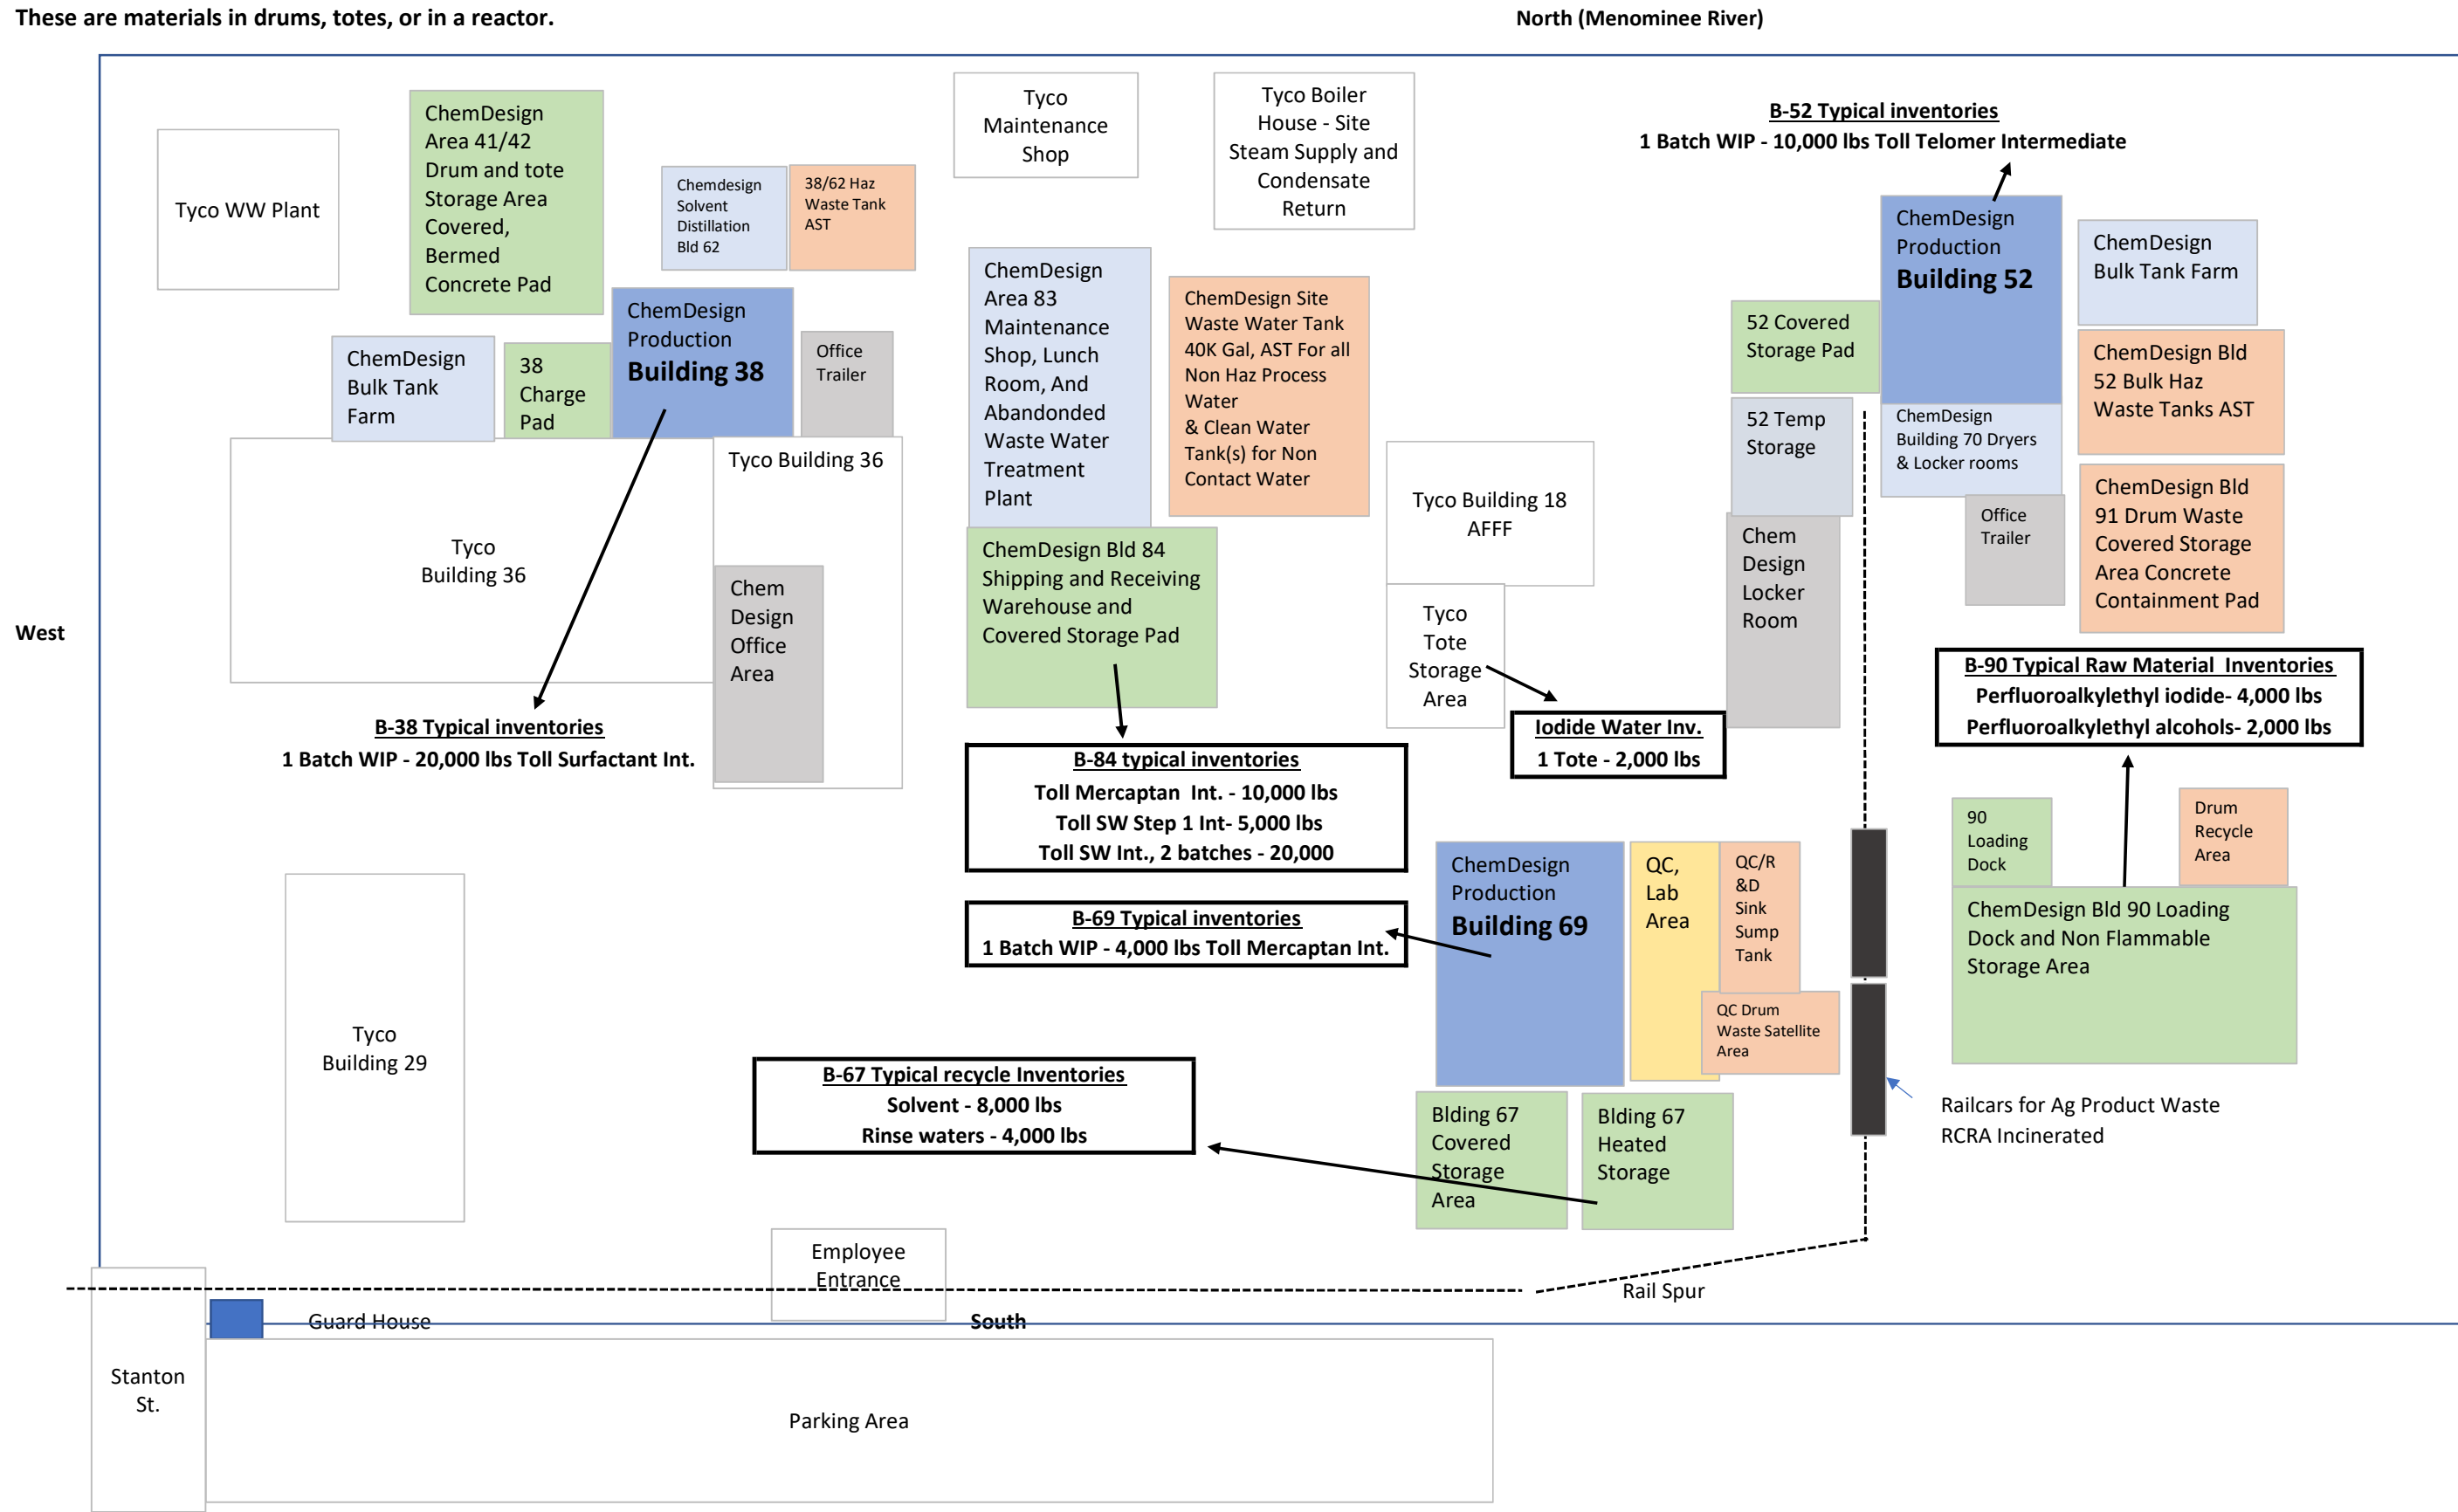 These are materials in drums, totes, or in a reactor.
North (Menominee River)
Tyco WW Plant
ChemDesign
Area 41/42
Drum and tote
Storage Area
Covered,
Bermed
Concrete Pad
Chemdesign
Solvent
Distillation
Bld 62
38/62 Haz
Waste Tank
AST
Tyco
Maintenance
Shop
Tyco Boiler
House - Site
Steam Supply and
Condensate
Return
B-52 Typical inventories
1 Batch WIP - 10,000 lbs Toll Telomer Intermediate
ChemDesign
Production
Building 52
ChemDesign
Bulk Tank Farm
ChemDesign
Bulk Tank
Farm
38
Charge
Pad
ChemDesign
Production
Building 38
Office
Trailer
ChemDesign
Area 83
Maintenance
Shop, Lunch
Room, And
Abandonded
Waste Water
Treatment
Plant
ChemDesign Site
Waste Water Tank
40K Gal, AST For all
Non Haz Process
Water
& Clean Water
Tank(s) for Non
Contact Water
52 Covered
Storage Pad
ChemDesign Bld
52 Bulk Haz
Waste Tanks AST
52 Temp
Storage
ChemDesign
Building 70 Dryers
& Locker rooms
Tyco Building 36
Tyco
Building 36
Chem
Design
Office
Area
ChemDesign Bld 84
Shipping and Receiving
Warehouse and
Covered Storage Pad
Tyco Building 18
AFFF
Tyco
Tote
Storage
Area
Chem
Design
Locker
Room
Office
Trailer
ChemDesign Bld
91 Drum Waste
Covered Storage
Area Concrete
Containment Pad
West
B-38 Typical inventories
1 Batch WIP - 20,000 lbs Toll Surfactant Int.
B-84 typical inventories
Toll Mercaptan  Int. - 10,000 lbs
Toll SW Step 1 Int- 5,000 lbs
Toll SW Int., 2 batches - 20,000
Iodide Water Inv.
1 Tote - 2,000 lbs
B-90 Typical Raw Material  Inventories
Perfluoroalkylethyl iodide- 4,000 lbs
Perfluoroalkylethyl alcohols- 2,000 lbs
90
Loading
Dock
Drum
Recycle
Area
ChemDesign Bld 90 Loading
Dock and Non Flammable
Storage Area
B-69 Typical inventories
1 Batch WIP - 4,000 lbs Toll Mercaptan Int.
ChemDesign
Production
Building 69
QC,
Lab
Area
QC/R
&D
Sink
Sump
Tank
QC Drum
Waste Satellite
Area
Tyco
Building 29
B-67 Typical recycle Inventories
Solvent - 8,000 lbs
Rinse waters - 4,000 lbs
Blding 67
Covered
Storage
Area
Blding 67
Heated
Storage
Railcars for Ag Product Waste
RCRA Incinerated
Employee
Entrance
Rail Spur
Guard House
South
Stanton
St.
Parking Area